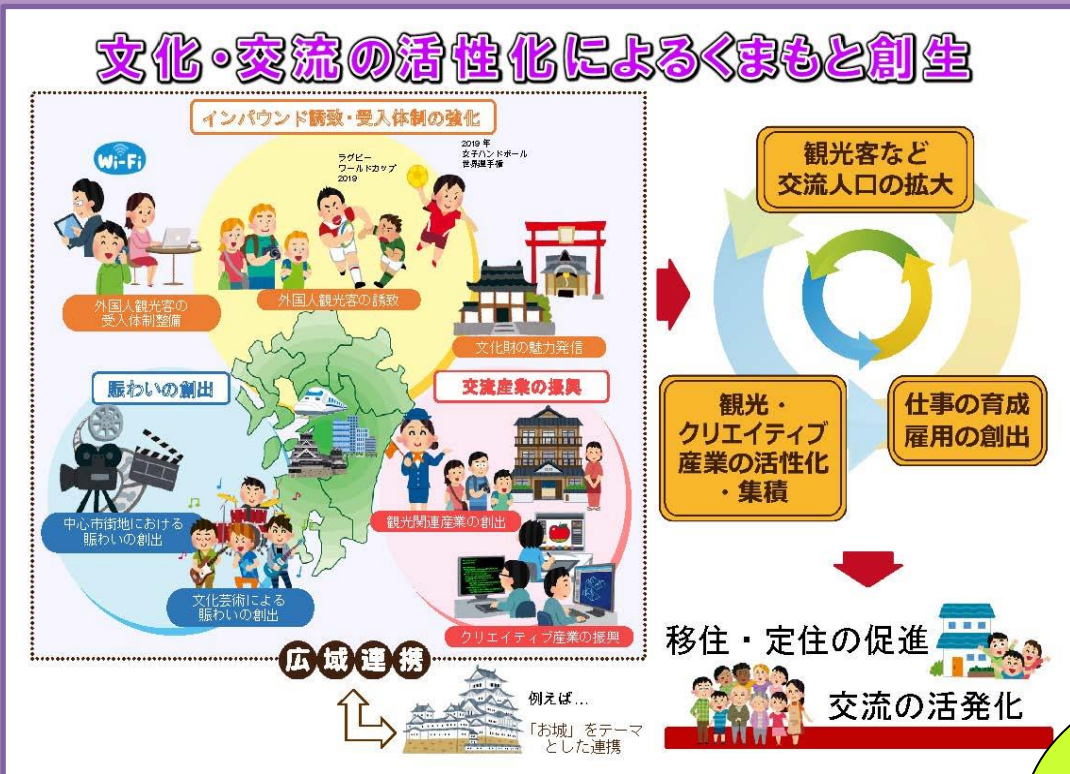 文化・交流の活性化によるくまもと創生
インバウンド誘致・受入体制の強化
Wi-Fi
ラグビー
ワールドカップ
2019
2019 年
女子ハンドボール
世界選手権
外国人観光客の
受入体制整備
外国人観光客の誘致
文化財の魅力発信
賑わいの創出
交流産業の振興
中心市街地における
賑わいの創出
文化芸術による
賑わいの創出
観光関連産業の創出
クリエイティブ産業の振興
広域連携
例えば…
「お城」をテーマ
とした連携
観光客など
交流人口の拡大
観光・
クリエイティブ
産業の活性化
・集積
仕事の育成
雇用の創出
移住・定住の促進
交流の活発化